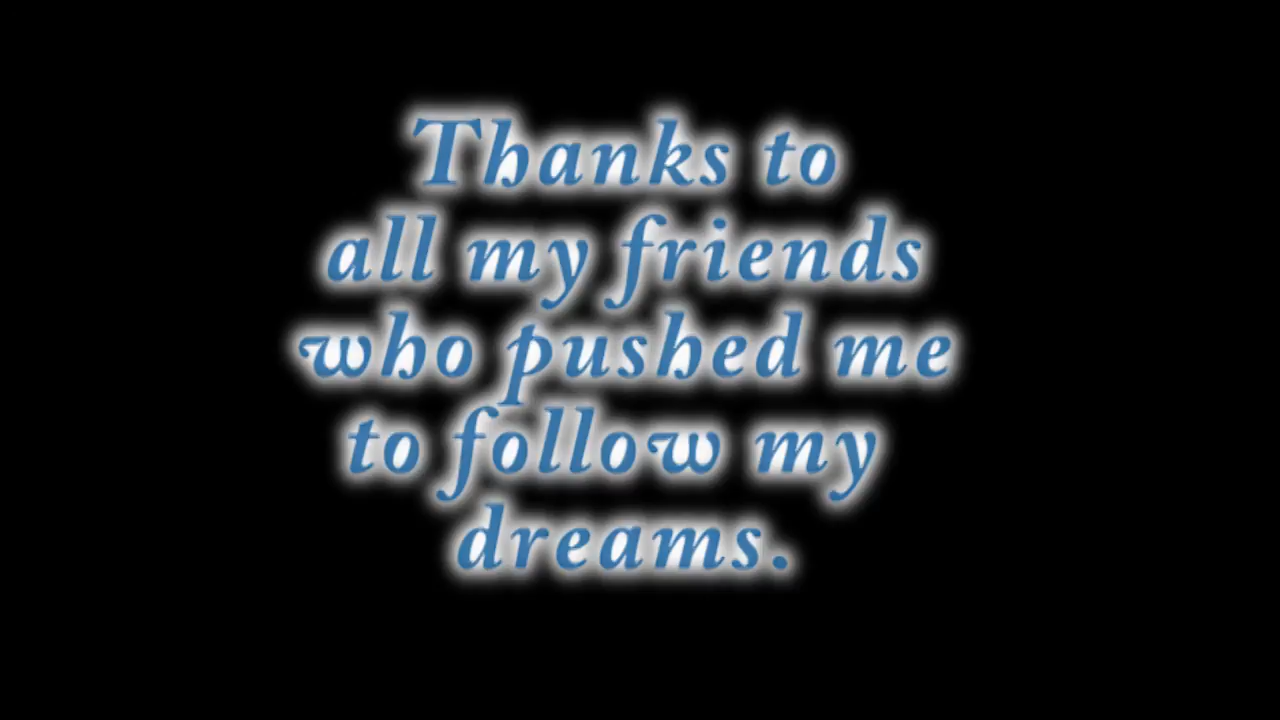 Thanks to
all my friends
who pushed me
to follow my
dreams.